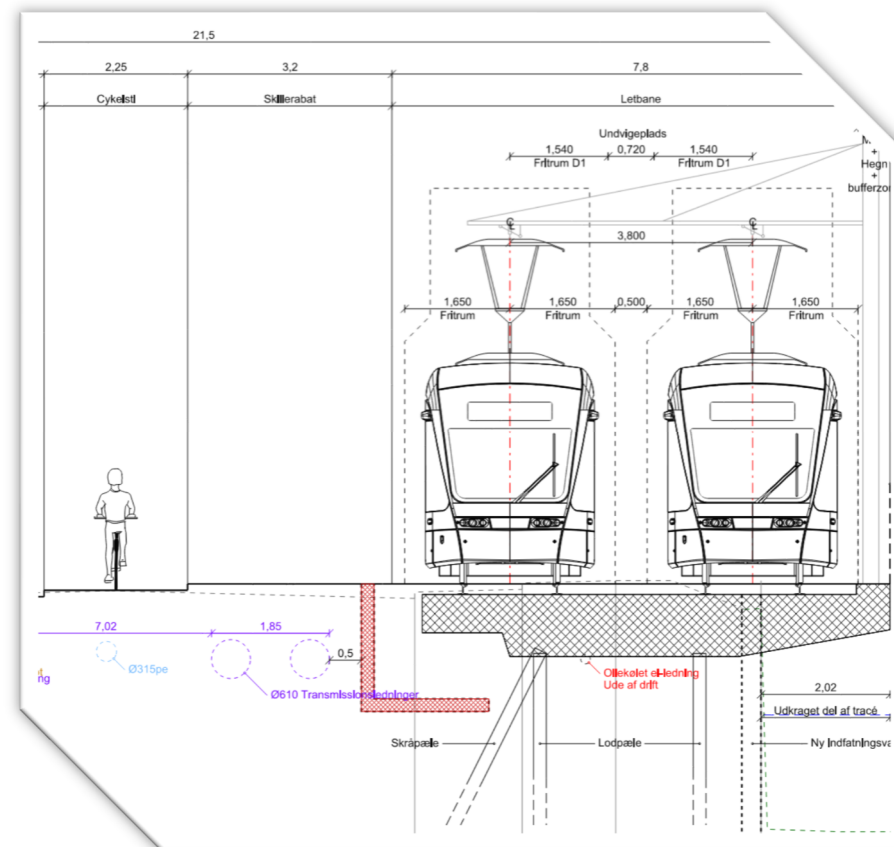 21,5
2,25
3,2
7,8
Cykelsti
Skillerabat
Letbane
Undvigeplads
1,540
0,720
1,540
Fritrum D1
Fritrum D1
+
Hegn
+
3,800
1,650
1,650
0,500
1,650
1,650
Fritrum
Fritrum
Fritrum
Fritrum
7,02
1,85
0,5
Ø315pe
Ø610 Transmissionsledninger
Oliekølet el-ledning
Ude af drift
2,02
Udkraget del af tracé
Skråpæle
Lodpæle
Ny